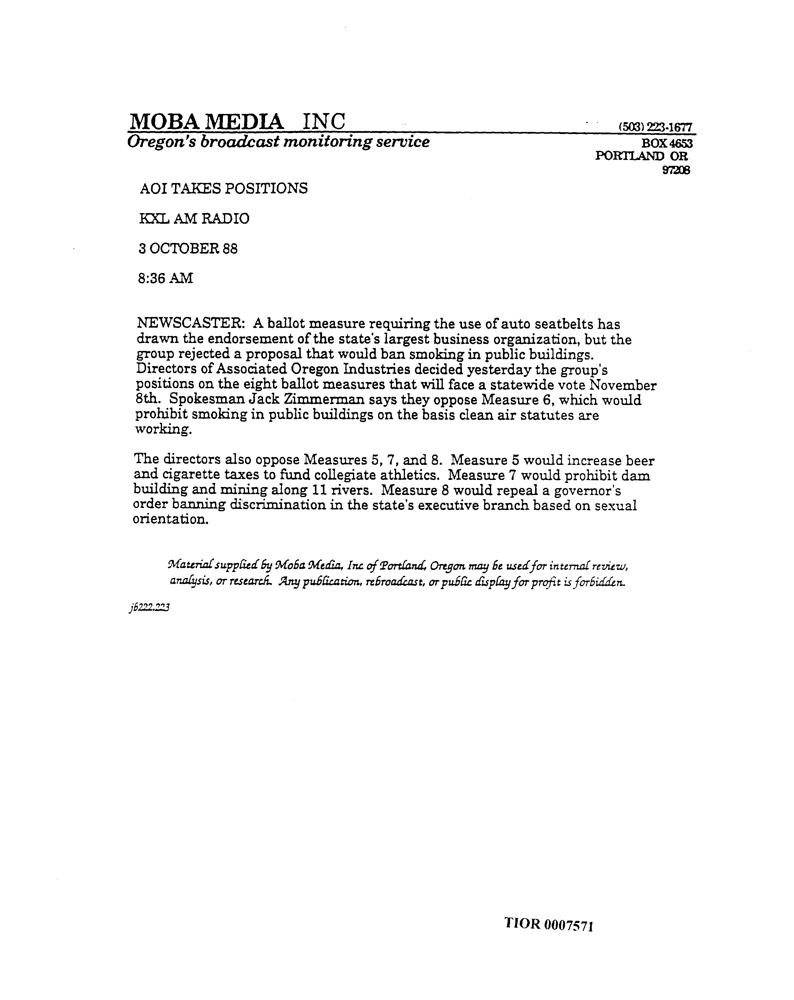 MOBA MEDIA INC (503) 223-1677
Oregon's broadcast monitoring service BOX 4653
PORTLAND OR
97208
AOI TAKES POSITIONS
KXL AM RADIO
3 OCTOBER 88
8:36 AM
NEWSCASTER: A ballot measure requiring the use of auto seatbelts has
drawn the endorsement of the state's largest business organization, but the
group rejected a proposal that would ban smoking in public buildings.
Directors of Associated Oregon Industries decided yesterday the group's
positions on the eight ballot measures that will face a statewide vote November
8th. Spokesman Jack Zimmerman says they oppose Measure 6, which would
prohibit smoking in public buildings on the basis clean air statutes are
working.
The directors also oppose Measures 5, 7, and 8. Measure 5 would increase beer
and cigarette taxes to fund collegiate athletics. Measure 7 would prohibit dam
building and mining along 11 rivers. Measure 8 would repeal a governor's
order banning discrimination in the state's executive branch based on sexual
orientation.
Material supplied by Moba Media, Inc. of Portland, Oregon may be used for internal review,
analysis, or research. Any publication, rebroadcast, or public display for profit is forbidden.
jb222.223
TIOR 0007571